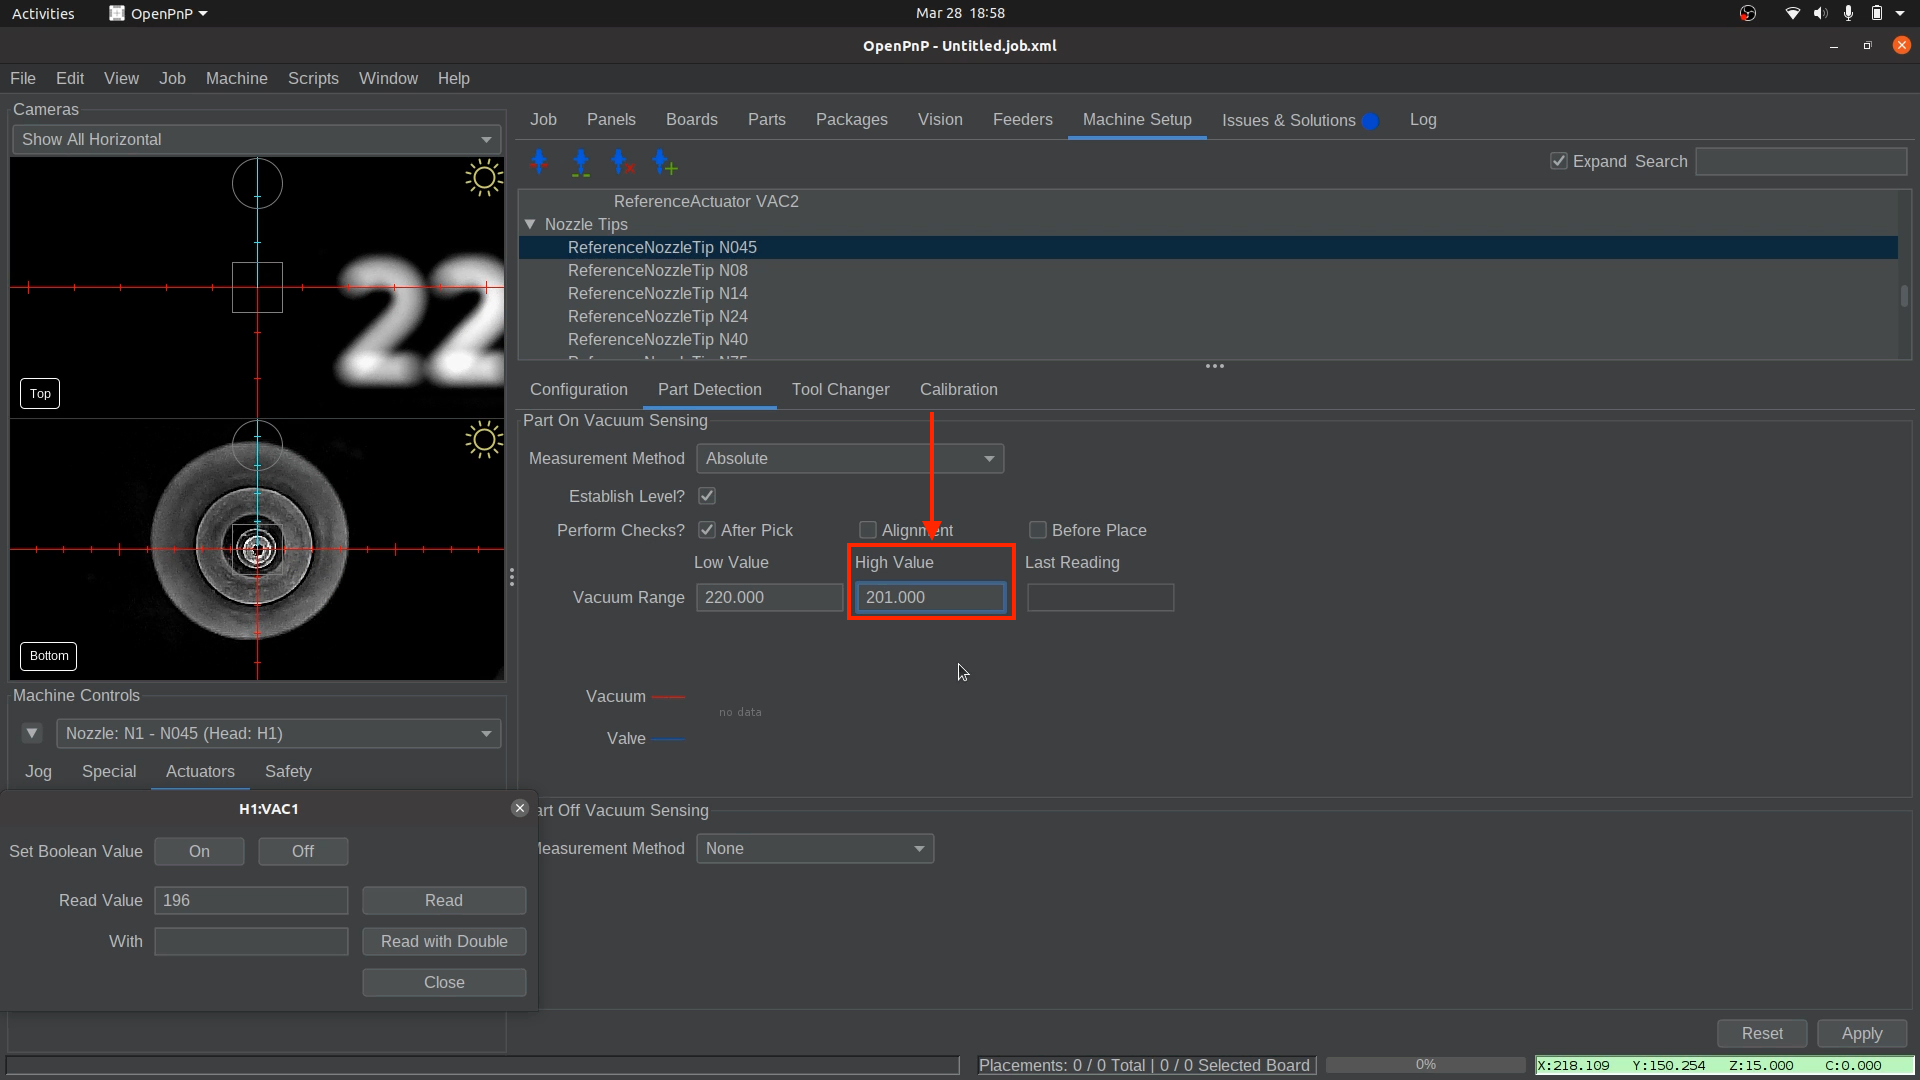 Activities
OpenPnP
Mar 28 18:58
OpenPnP - Untitled.job.xml
File Edit View Job Machine Scripts Window Help
Cameras
Show All Horizontal
22
Top
Bottom
Machine Controls
Nozzle: N1 - N045 (Head: H1)
Jog Special Actuators Safety
H1:VAC1
Set Boolean Value On Off
Read Value 196 Read
With Read with Double
Close
Job Panels Boards Parts Packages Vision Feeders Machine Setup Issues & Solutions Log
Expand Search
ReferenceActuator VAC2
Nozzle Tips
ReferenceNozzleTip N045
ReferenceNozzleTip N08
ReferenceNozzleTip N14
ReferenceNozzleTip N24
ReferenceNozzleTip N40
Configuration Part Detection Tool Changer Calibration
Part On Vacuum Sensing
Measurement Method Absolute
Establish Level?
Perform Checks? After Pick Alignment Before Place
Low Value High Value Last Reading
Vacuum Range 220.000 201.000
Vacuum
no data
Valve
art Off Vacuum Sensing
Measurement Method None
Reset Apply
Placements: 0 / 0 Total | 0 / 0 Selected Board 0% X:218.109 Y:150.254 Z:15.000 C:0.000